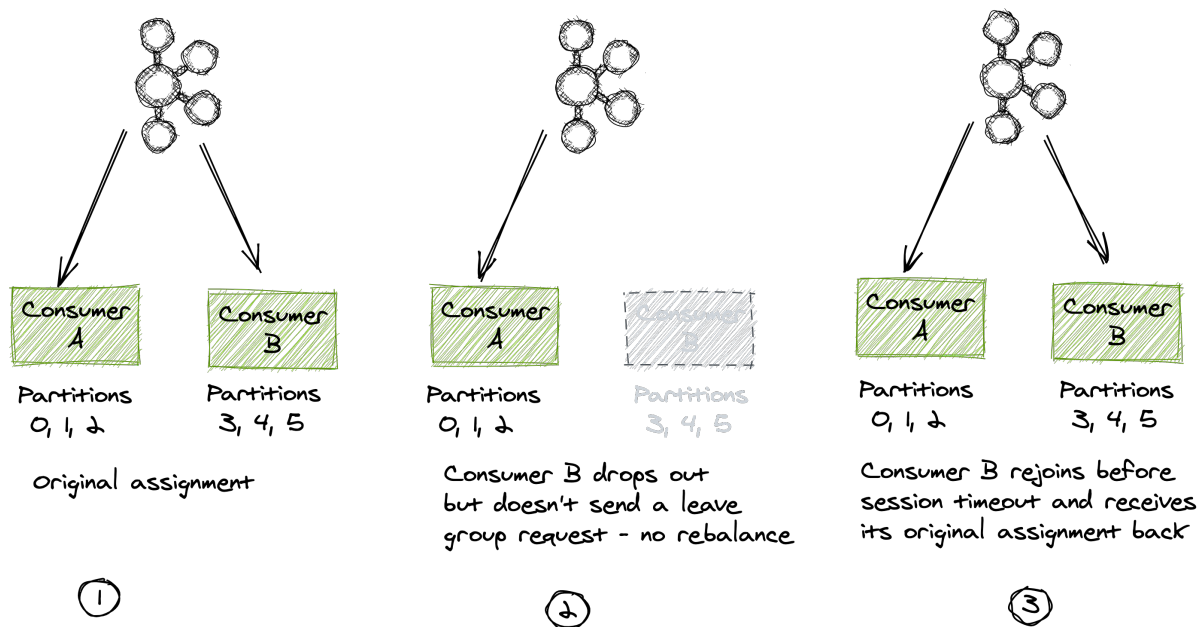 Consumer
A
Consumer
B
Partitions
0, 1, 2
Partitions
3, 4, 5
Original assignment
1
Consumer
A
Consumer
B
Partitions
0, 1, 2
Partitions
3, 4, 5
Consumer B drops out
but doesn't send a leave
group request - no rebalance
2
Consumer
A
Consumer
B
Partitions
0, 1, 2
Partitions
3, 4, 5
Consumer B rejoins before
session timeout and receives
its original assignment back
3